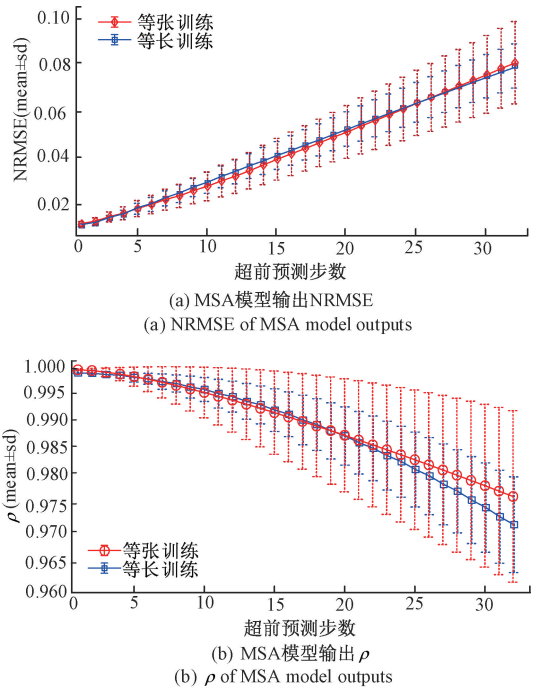 0.10
0.08
0.06
0.04
0.02
NRMSE(mean±sd)
等张训练
等长训练
0 5 10 15 20 25 30
超前预测步数
(a) MSA模型输出NRMSE
(a) NRMSE of MSA model outputs
1.000
0.995
0.990
0.985
0.980
0.975
0.970
0.965
0.960
ρ (mean±sd)
等张训练
等长训练
0 5 10 15 20 25 30
超前预测步数
(b) MSA模型输出ρ
(b) ρ of MSA model outputs